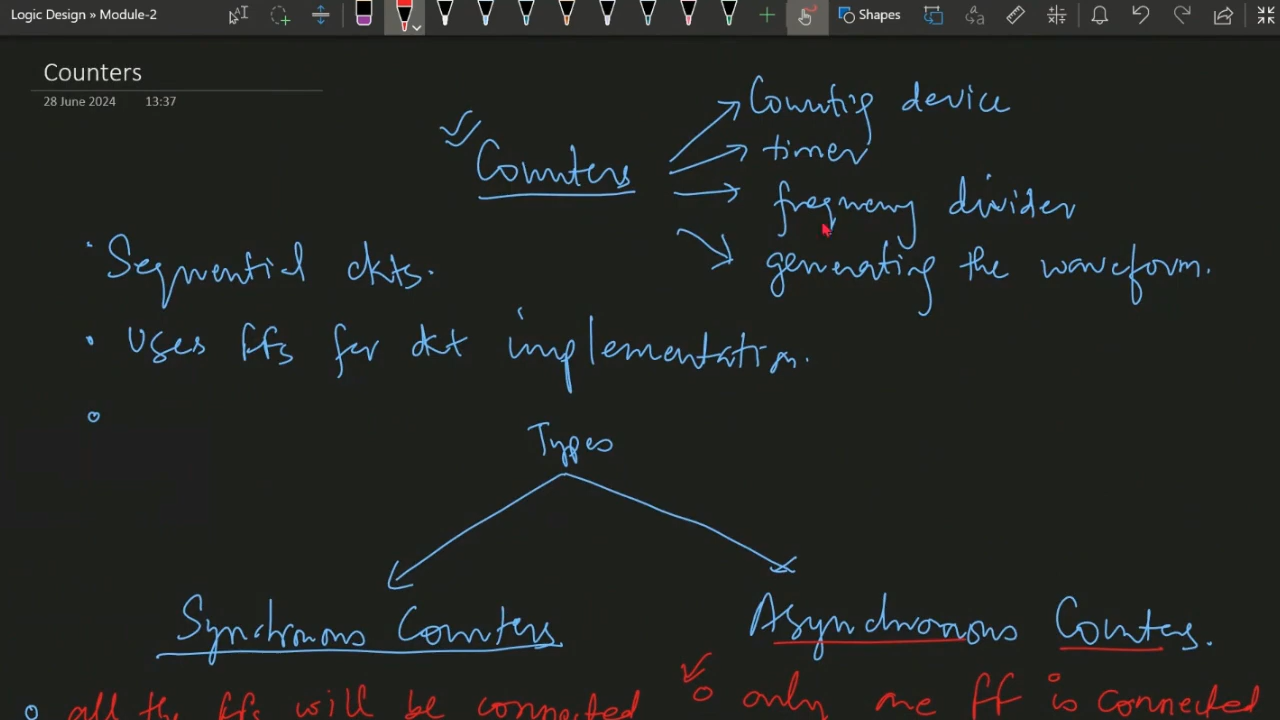 Logic Design » Module-2
Shapes
Counters
28 June 2024 13:37
Counters
Counting device
timer
frequency divider
generating the waveform.
Sequential ckts.
Uses ffs for ckt implementation.
Types
Synchronous Counters.
Asynchronous Counters.
all the ffs will be connected
only one ff is connected